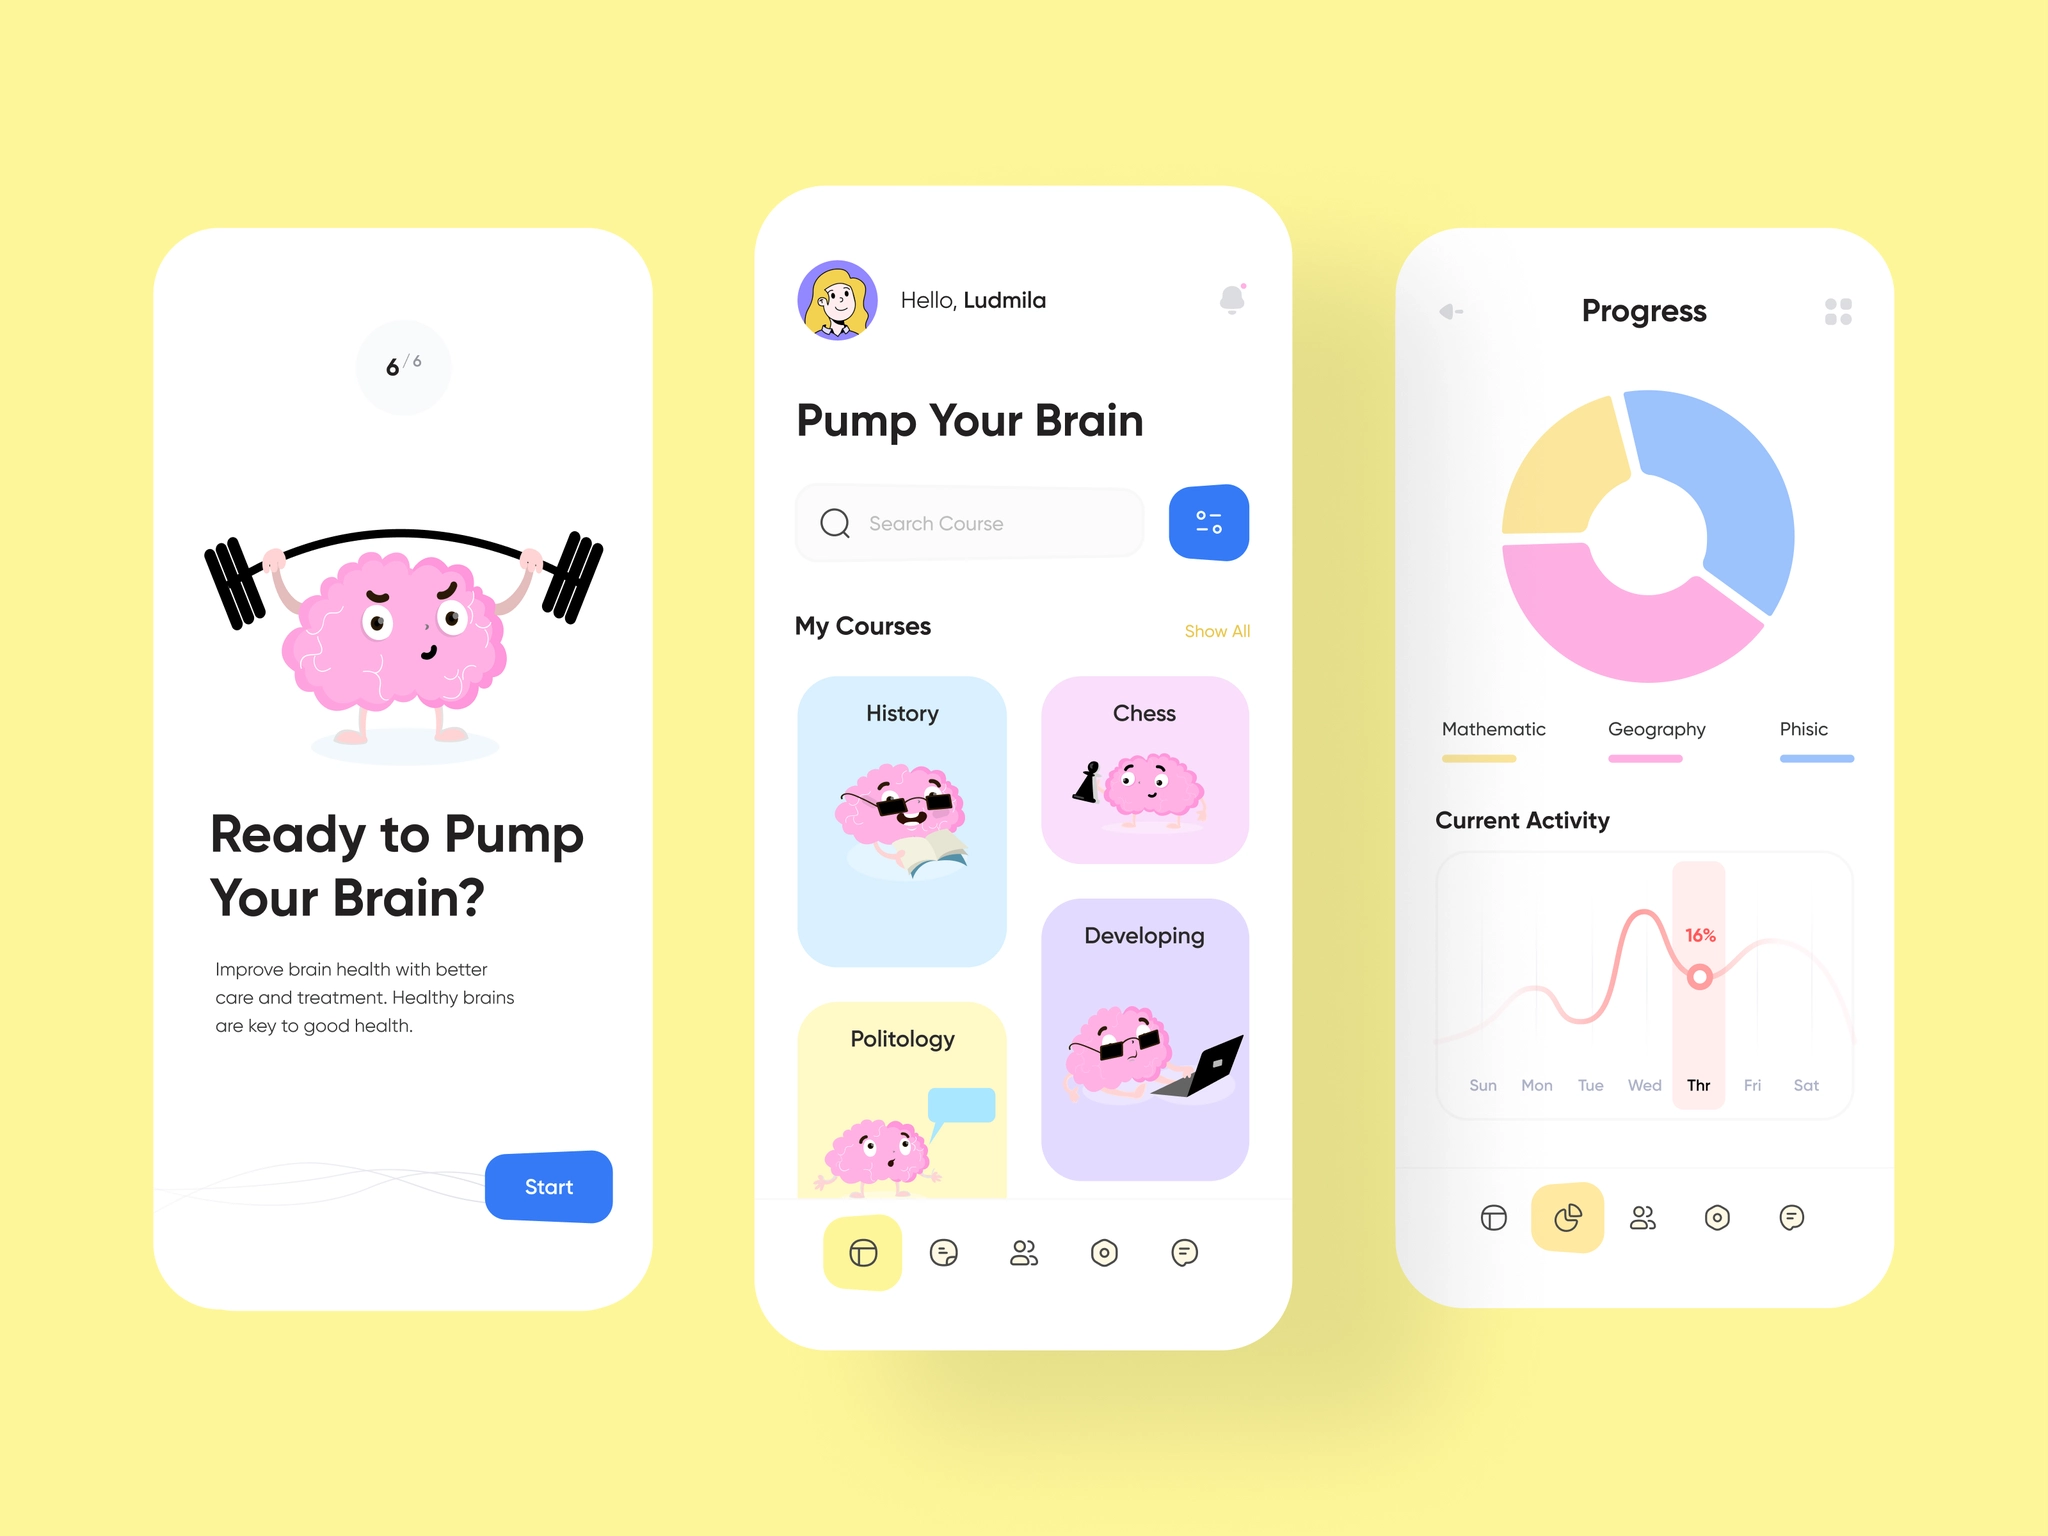 6/6
Ready to Pump
Your Brain?
Improve brain health with better
care and treatment. Healthy brains
are key to good health.
Start
Hello, Ludmila
Pump Your Brain
Search Course
My Courses
Show All
History
Chess
Developing
Politology
Progress
Mathematic
Geography
Phisic
Current Activity
16%
Sun Mon Tue Wed Thr Fri Sat